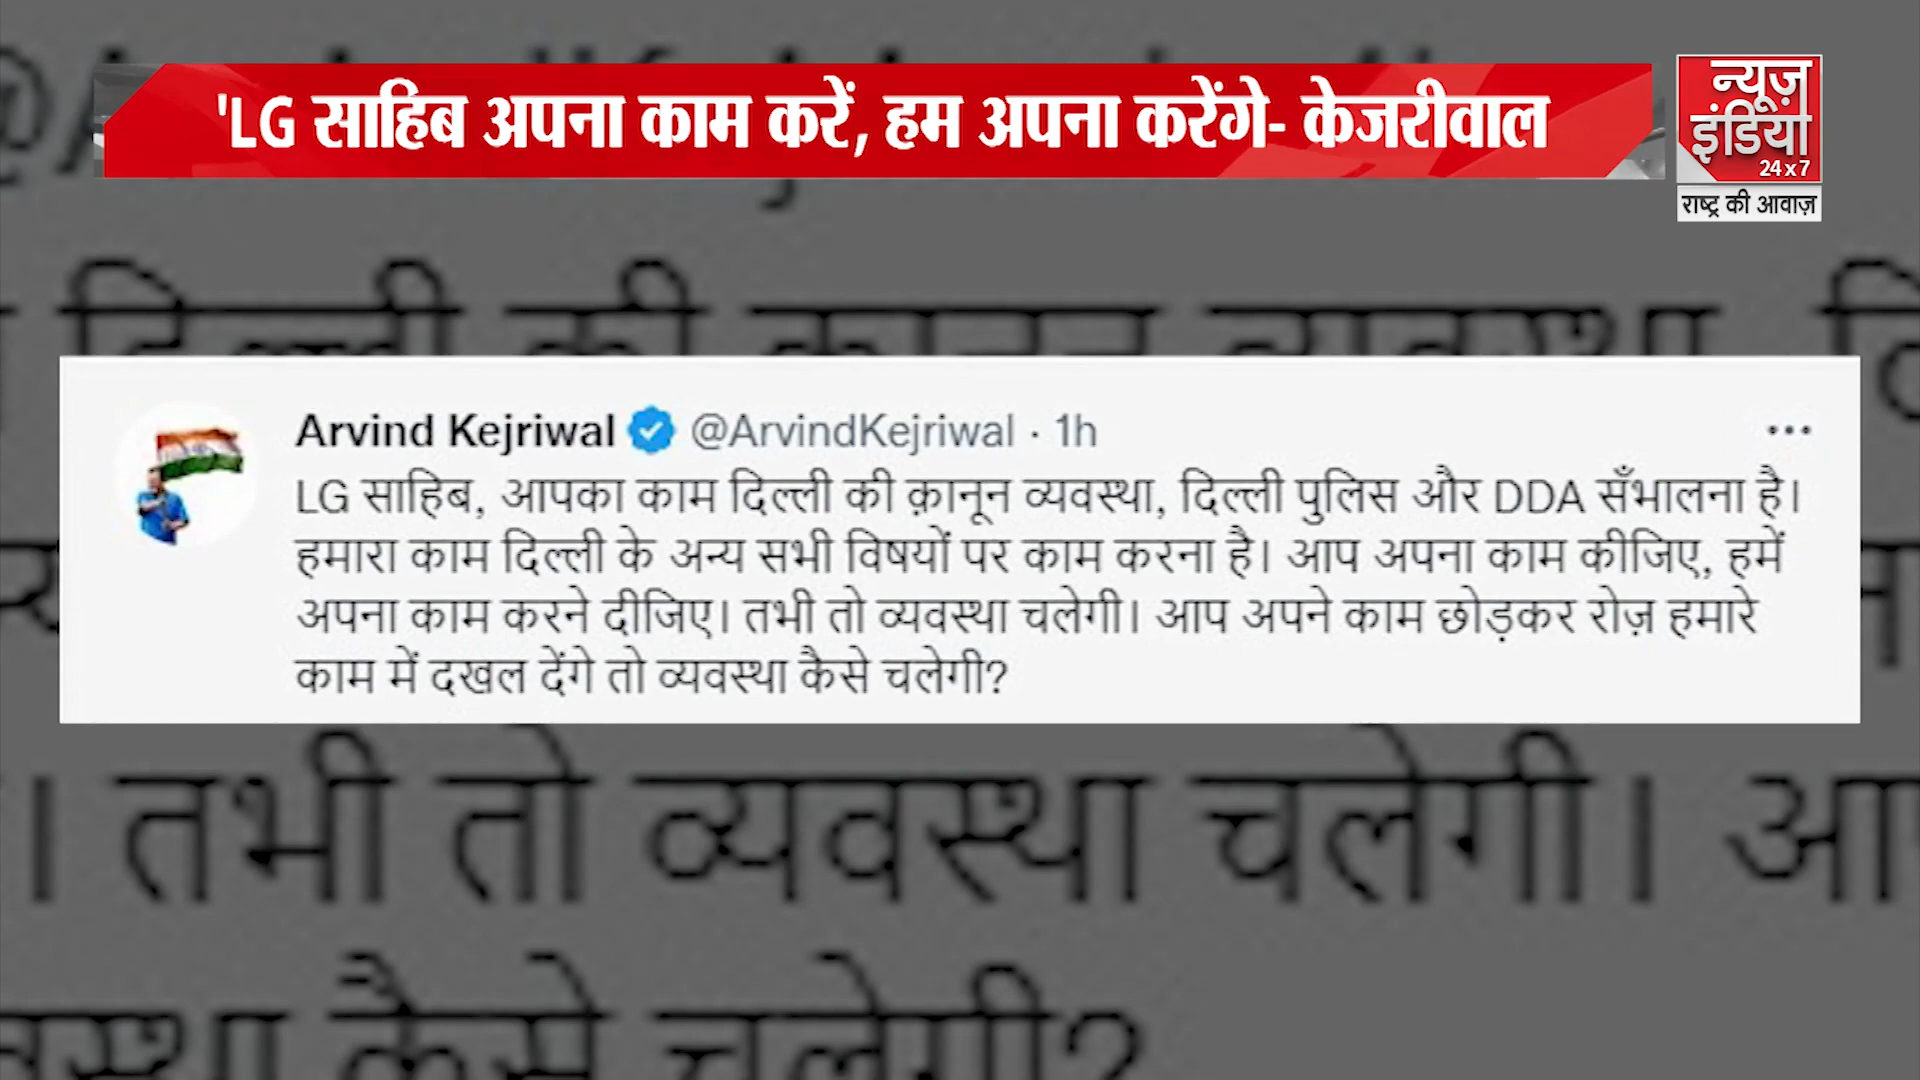 'LG साहिब अपना काम करें, हम अपना करेंगे- केजरीवाल
न्यूज़
इंडिया
24x7
राष्ट्र की आवाज़
Arvind Kejriwal @ArvindKejriwal · 1h
LG साहिब, आपका काम दिल्ली की क़ानून व्यवस्था, दिल्ली पुलिस और DDA सँभालना है।
हमारा काम दिल्ली के अन्य सभी विषयों पर काम करना है। आप अपना काम कीजिए, हमें
अपना काम करने दीजिए। तभी तो व्यवस्था चलेगी। आप अपने काम छोड़कर रोज़ हमारे
काम में दखल देंगे तो व्यवस्था कैसे चलेगी?
। तभी तो व्यवस्था चलेगी। आप